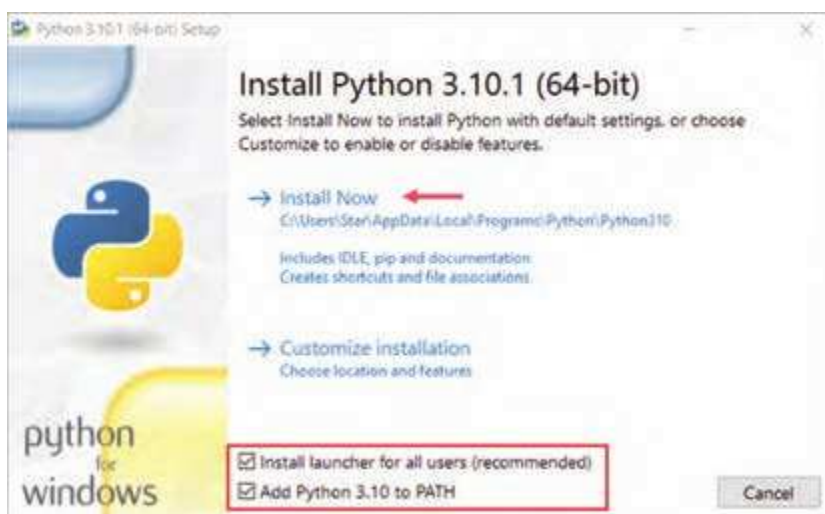 Python 3.10.1 (64-bit) Setup
Install Python 3.10.1 (64-bit)
Select Install Now to install Python with default settings, or choose
Customize to enable or disable features.
→ Install Now
C:\Users\Star\AppData\Local\Programs\Python\Python310
Includes IDLE, pip and documentation
Creates shortcuts and file associations
→ Customize installation
Choose location and features
python
for
windows
Install launcher for all users (recommended)
Add Python 3.10 to PATH
Cancel